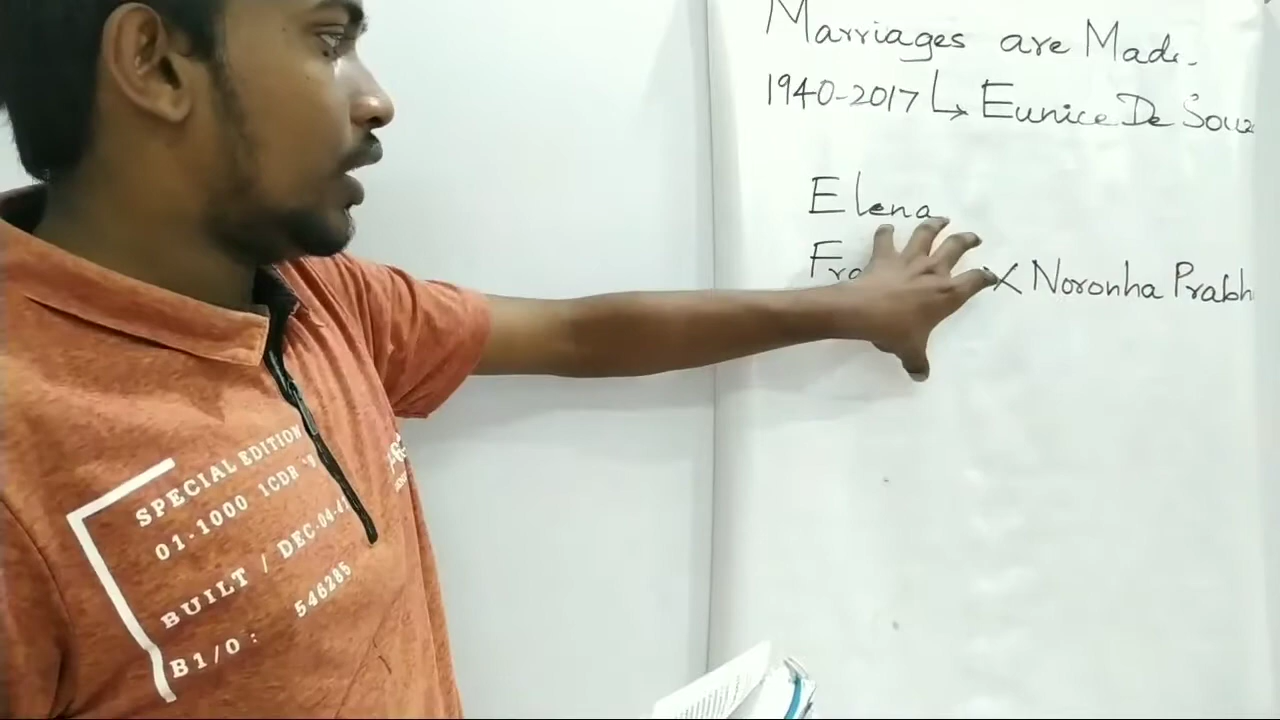 Marriages are Made.
1940-2017 ↳ Eunice De Souz
Elena
Fra X Noronha Prabh
SPECIAL EDITION
01-1000 1CDR
BUILT / DEC-04-41
546285
B1/0 :